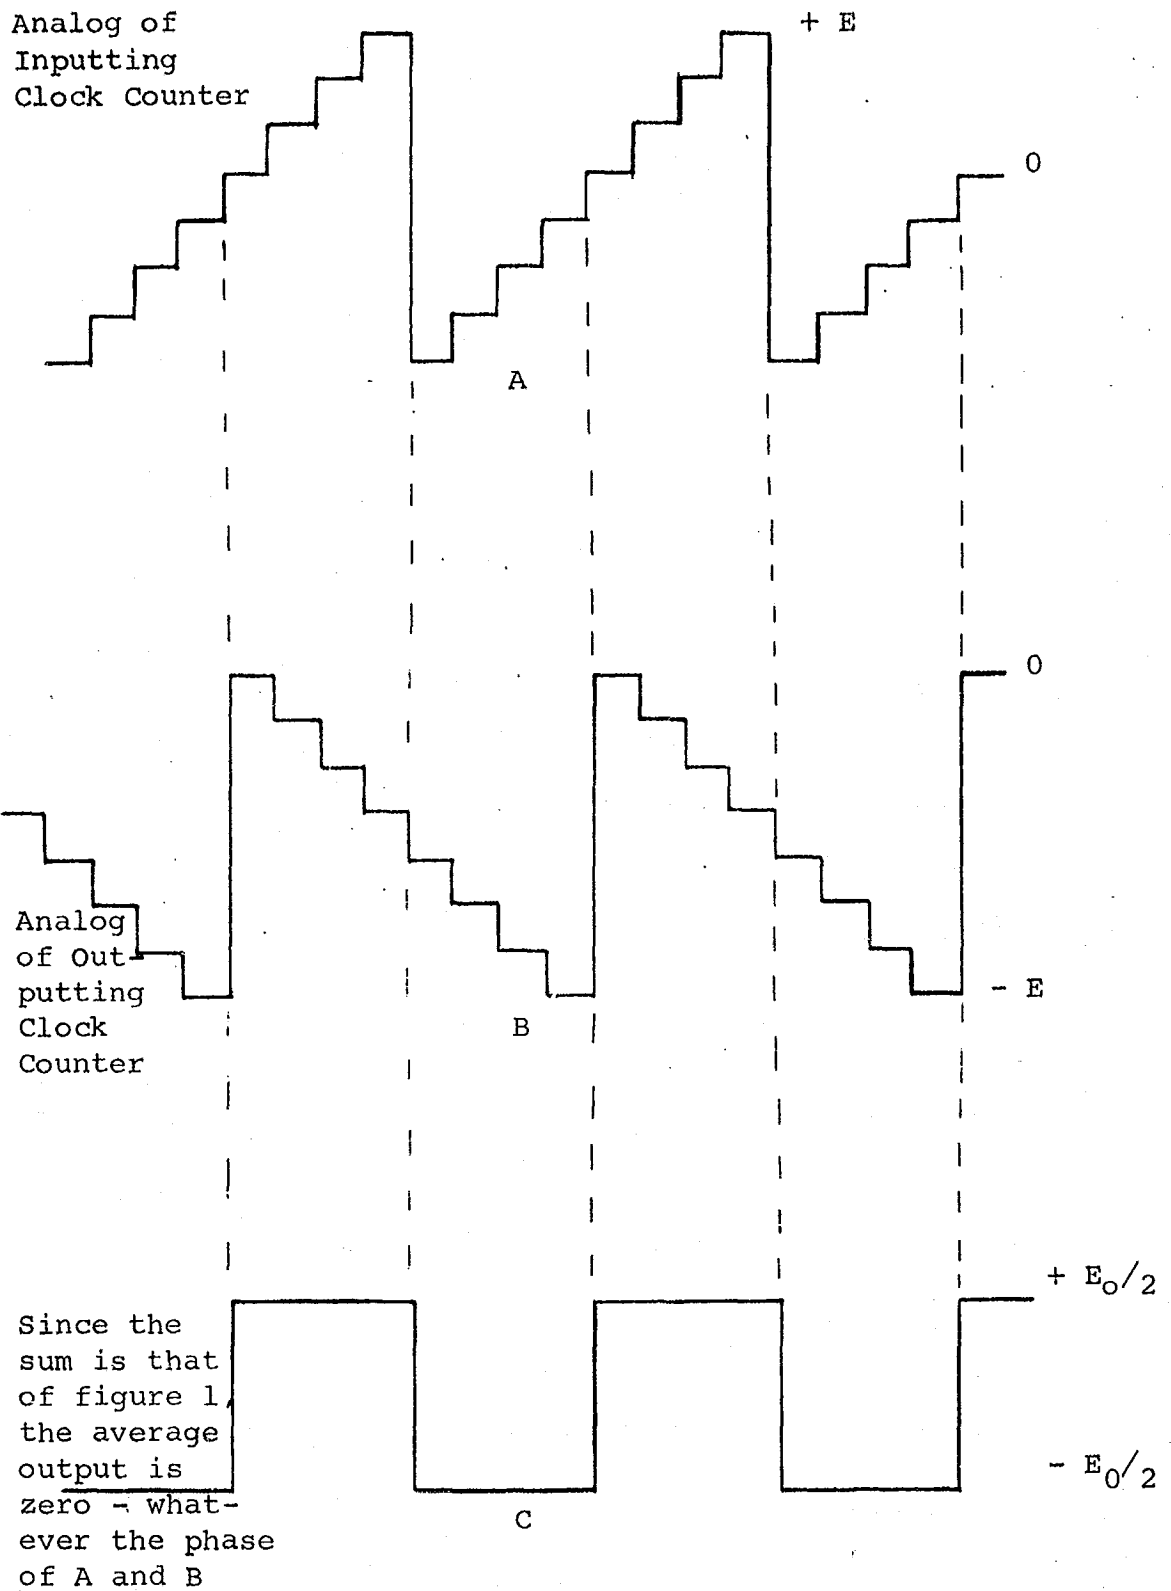 Analog of
Inputting
Clock Counter
+ E
0
A
0
Analog
of Out-
putting
Clock
Counter
- E
B
+ Eo/2
Since the
sum is that
of figure 1,
the average
output is
zero - what-
ever the phase
of A and B
- E0/2
C